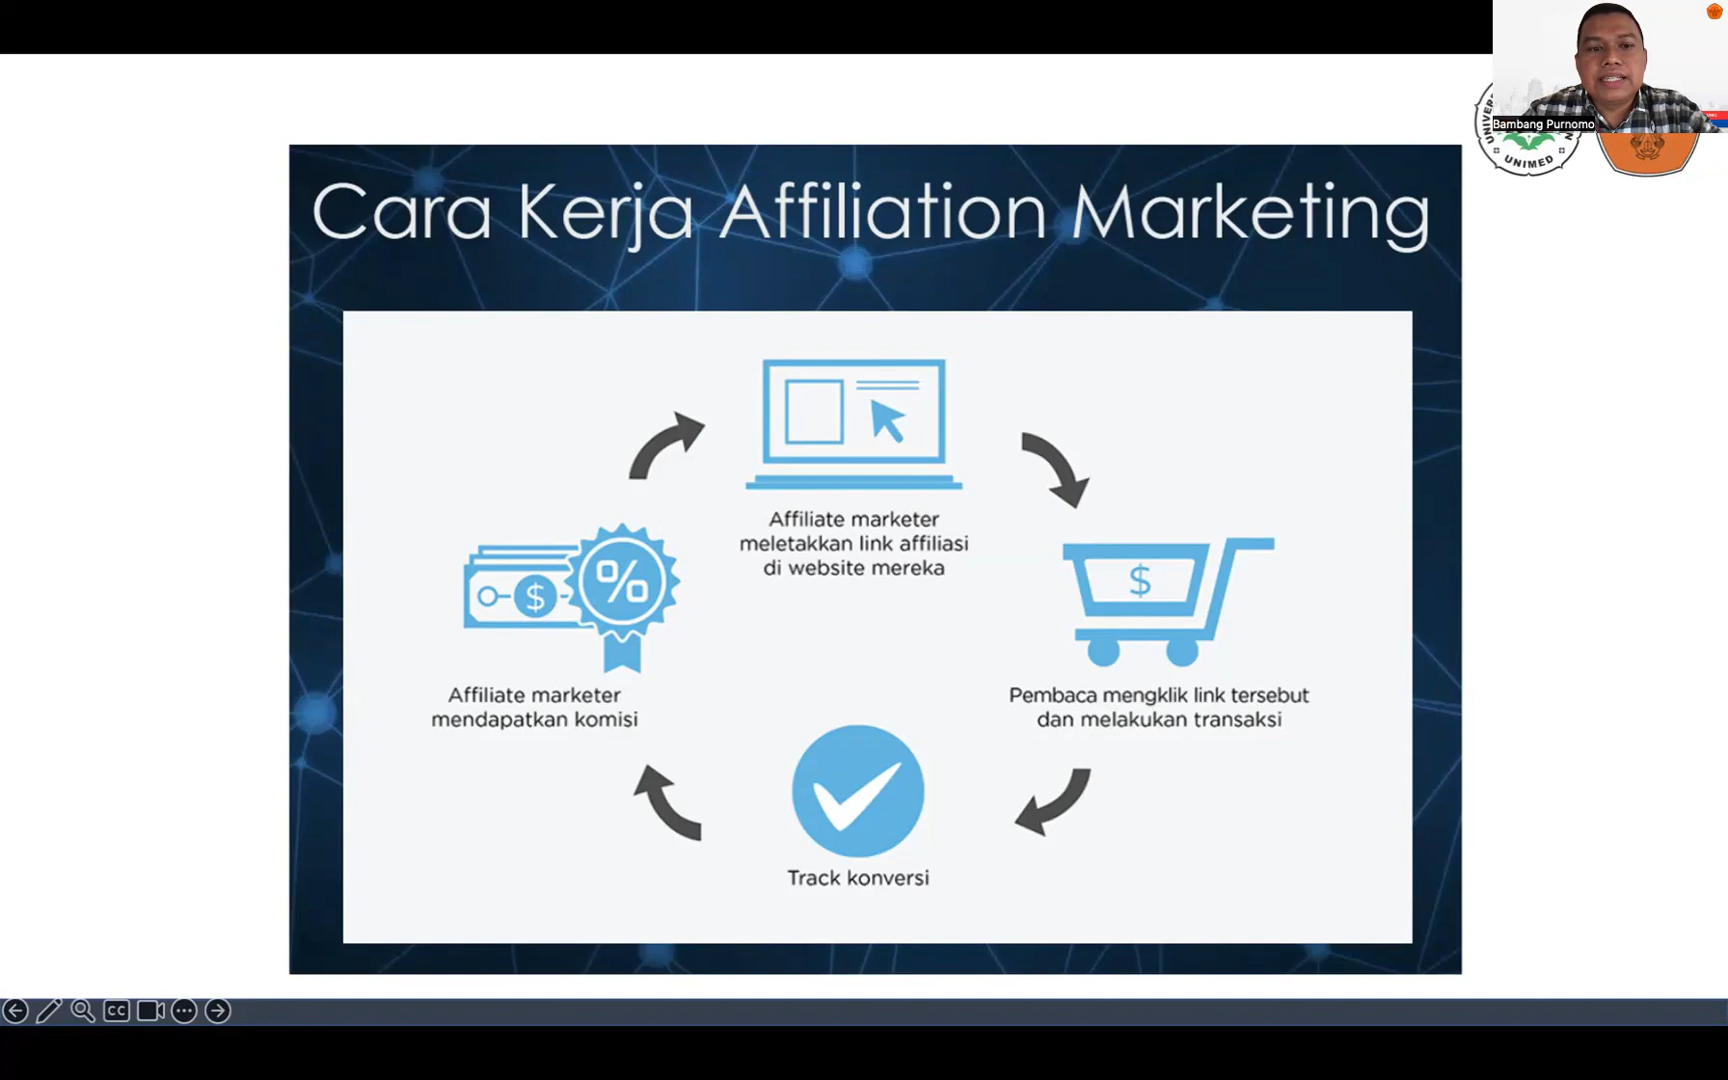 Bambang Purnomo
UNIMED
Cara Kerja Affiliation Marketing
Affiliate marketer
meletakkan link affiliasi
di website mereka
$
%
$
Affiliate marketer
mendapatkan komisi
Pembaca mengklik link tersebut
dan melakukan transaksi
Track konversi
CC